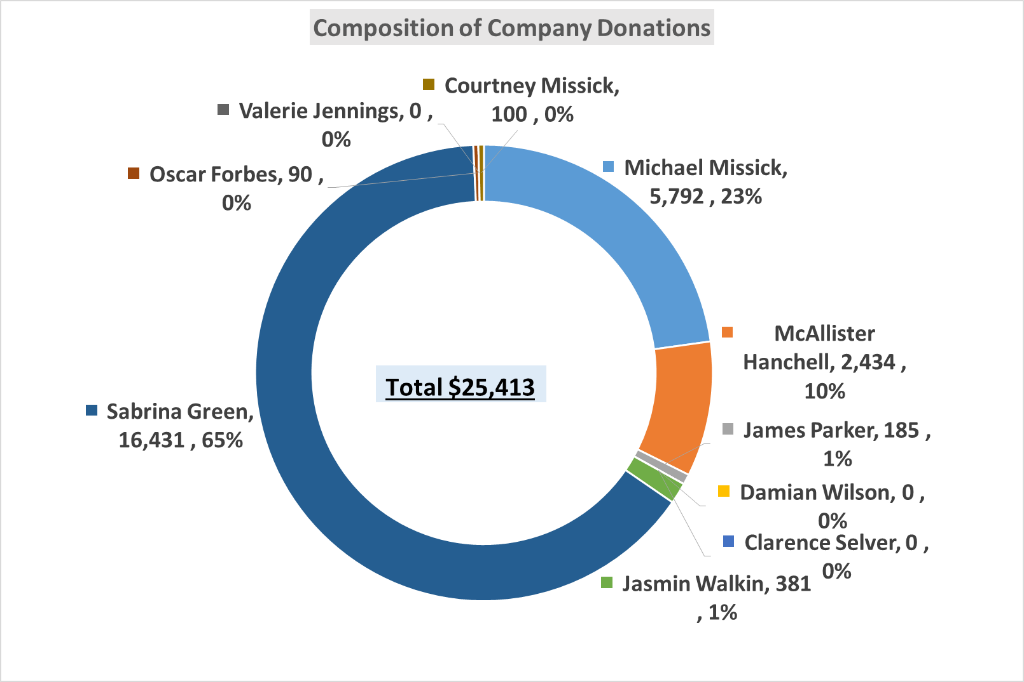 Composition of Company Donations
Courtney Missick,
100 , 0%
Valerie Jennings, 0 ,
0%
Oscar Forbes, 90 ,
0%
Michael Missick,
5,792 , 23%
McAllister
Hanchell, 2,434 ,
10%
James Parker, 185 ,
1%
Damian Wilson, 0 ,
0%
Clarence Selver, 0 ,
0%
Jasmin Walkin, 381
, 1%
Sabrina Green,
16,431 , 65%
Total $25,413